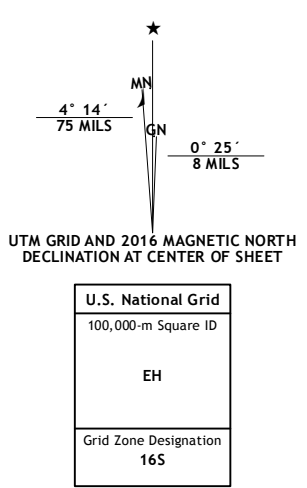 ★
MN
4° 14´
75 MILS
GN
0° 25´
8 MILS
UTM GRID AND 2016 MAGNETIC NORTH
DECLINATION AT CENTER OF SHEET
U.S. National Grid
100,000-m Square ID
EH
Grid Zone Designation
16S